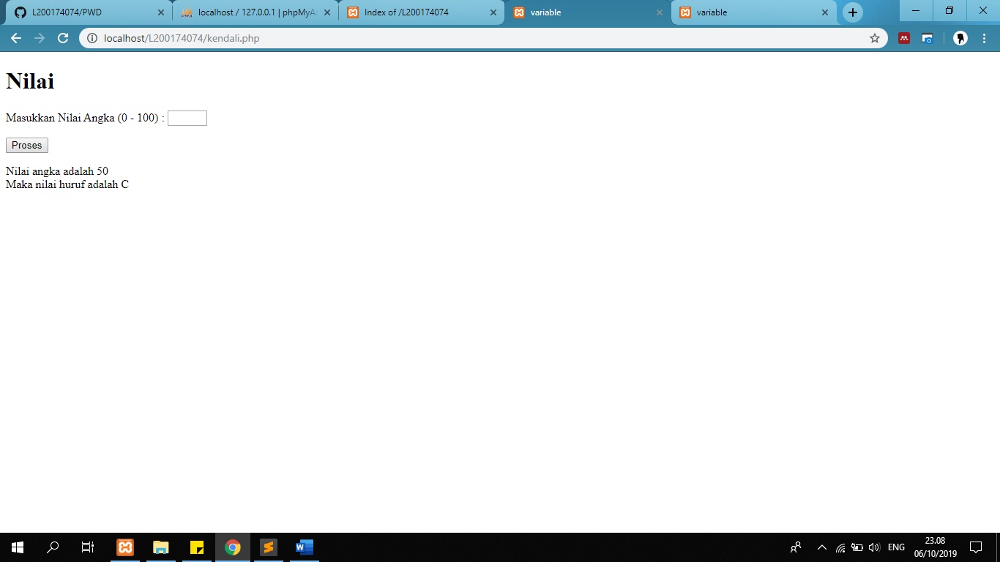 L200174074/PWD
localhost / 127.0.0.1 | phpMyA
Index of /L200174074
variable
variable
localhost/L200174074/kendali.php
Nilai
Masukkan Nilai Angka (0 - 100) :
Proses
Nilai angka adalah 50
Maka nilai huruf adalah C
ENG
23.08
06/10/2019